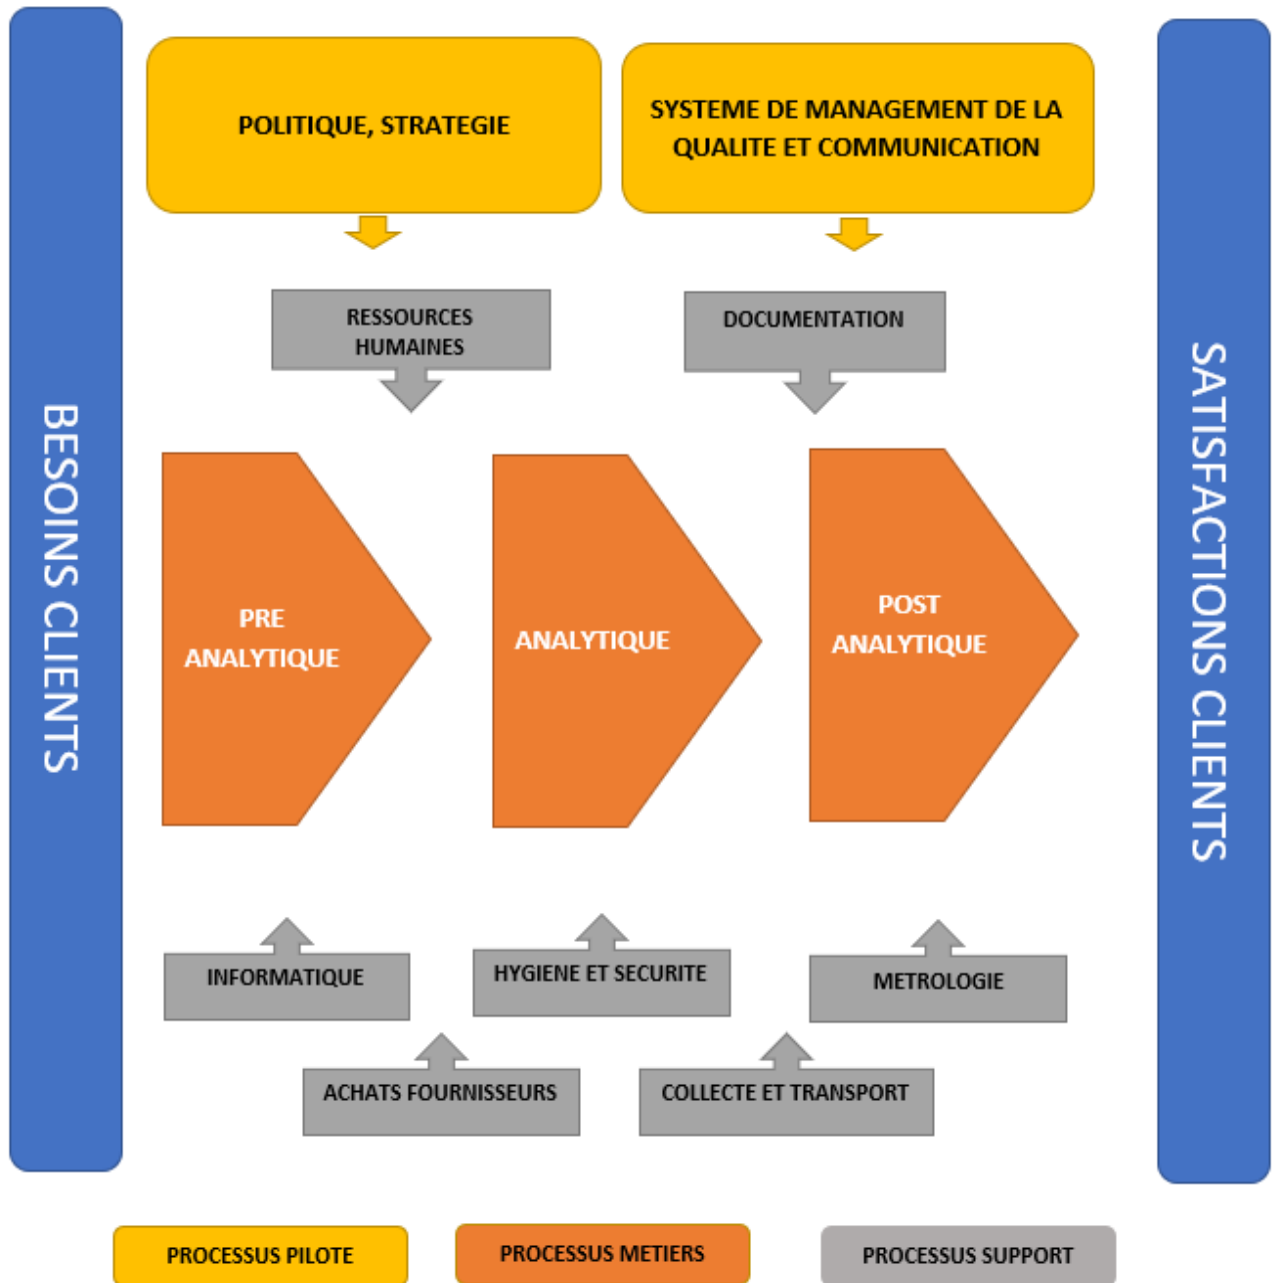 BESOINS CLIENTS
POLITIQUE, STRATEGIE
SYSTEME DE MANAGEMENT DE LA
QUALITE ET COMMUNICATION
SATISFACTIONS CLIENTS
RESSOURCES
HUMAINES
DOCUMENTATION
PRE
ANALYTIQUE
ANALYTIQUE
POST
ANALYTIQUE
INFORMATIQUE
HYGIENE ET SECURITE
METROLOGIE
ACHATS FOURNISSEURS
COLLECTE ET TRANSPORT
PROCESSUS PILOTE
PROCESSUS METIERS
PROCESSUS SUPPORT